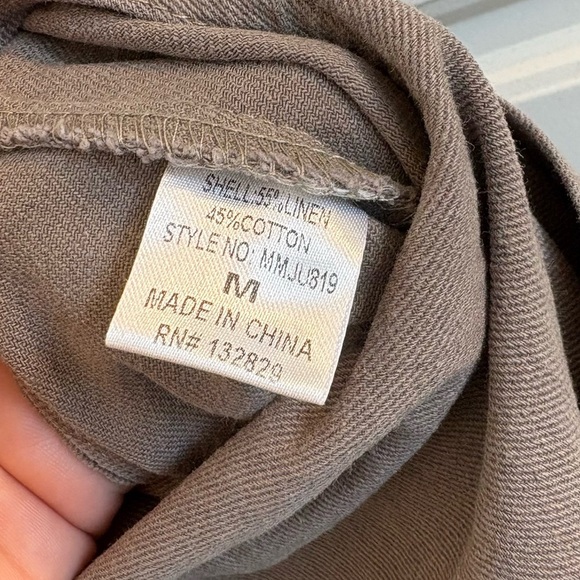 SHELL:55%LINEN
45%COTTON
STYLE NO: MMJU819
M
MADE IN CHINA
RN# 132829